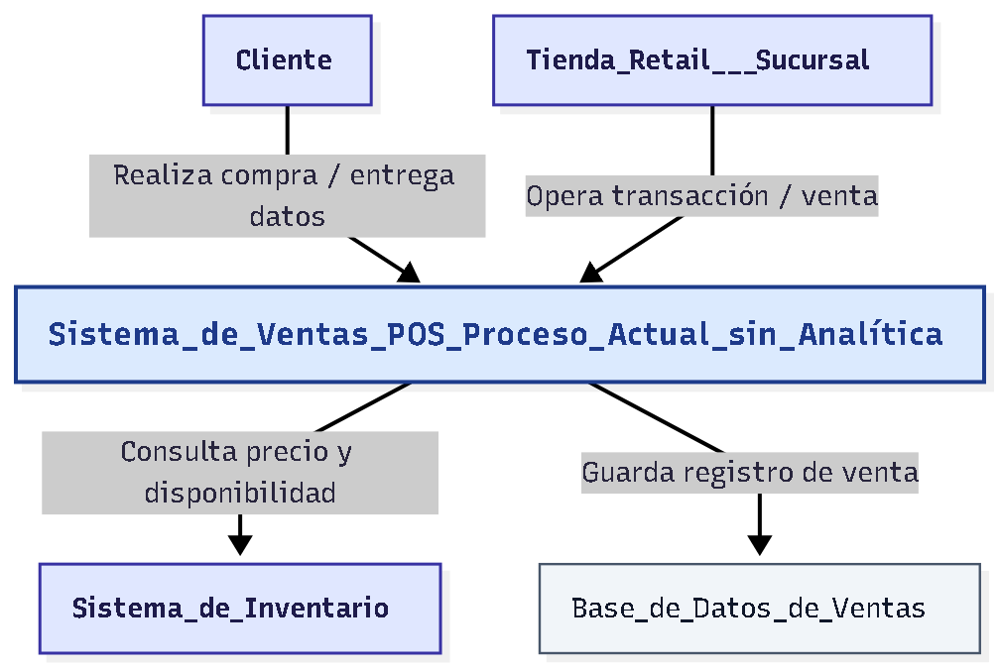 Cliente
Tienda_Retail___Sucursal
Realiza compra / entrega
datos
Opera transacción / venta
Sistema_de_Ventas_POS_Proceso_Actual_sin_Analítica
Consulta precio y
disponibilidad
Guarda registro de venta
Sistema_de_Inventario
Base_de_Datos_de_Ventas